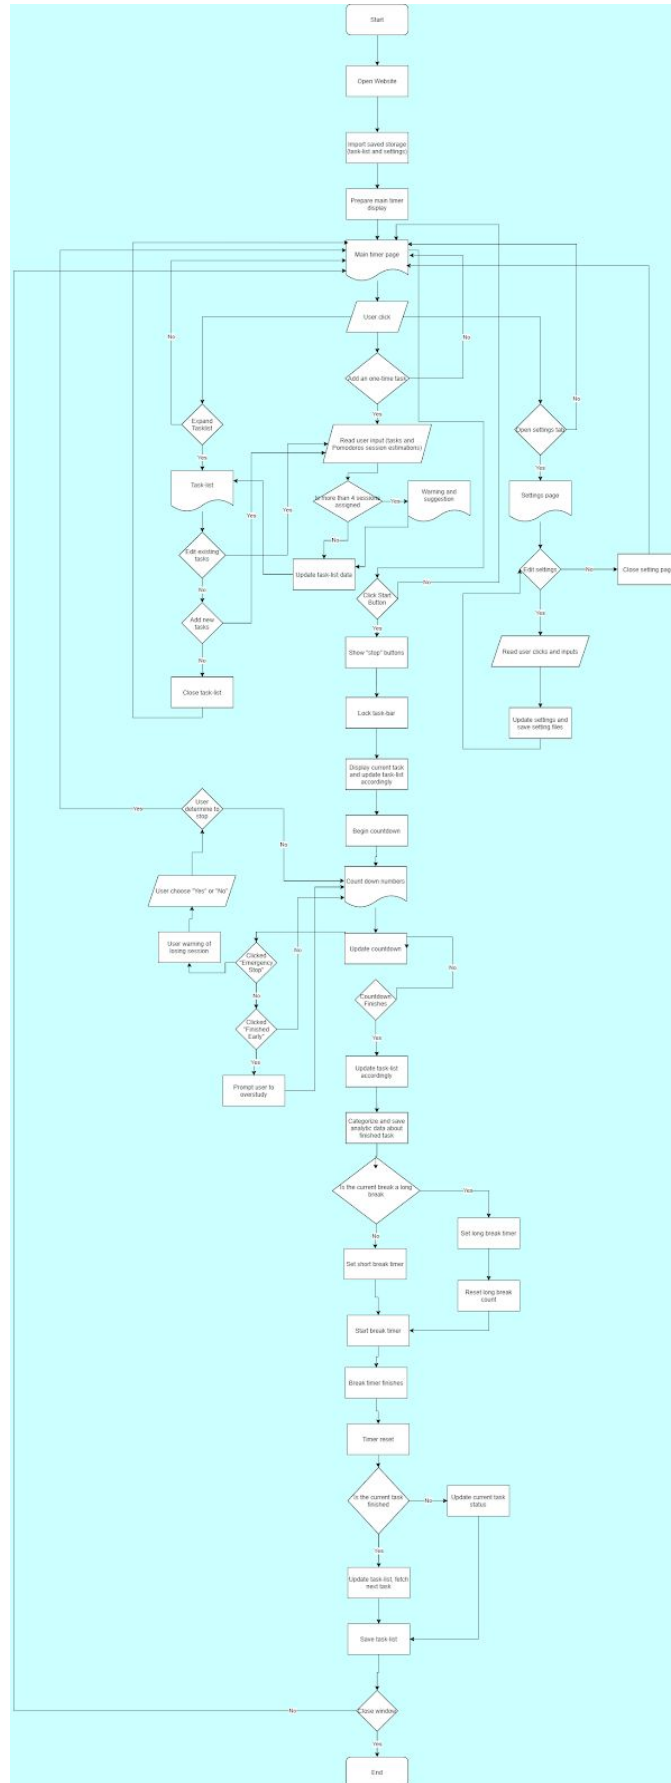 Start
Open Website
Import saved storage
(task-list and settings)
Prepare main timer
display
Main timer page
User click
No
No
No
Add an one-time task
Expand
Tasklist
Open settings tab
Yes
Yes
Yes
Read user input (tasks and
Pomodoros session estimations)
Task-list
Is more than 4 sessions
assigned
Yes
Warning and
suggestion
Settings page
Yes
Yes
No
Edit existing
tasks
Update task-list data
No
Click Start
Button
No
Edit settings
No
Close setting page
Add new
tasks
Yes
Yes
No
Show "stop" buttons
Read user clicks and inputs
Close task-list
Lock task-bar
Update settings and
save setting files
Display current task
and update task-list
accordingly
User
determine to
stop
Yes
No
Begin countdown
Count down numbers
User choose "Yes" or "No"
User warning of
losing session
Clicked
"Emergency
Stop"
No
Update countdown
No
No
Countdown
Finishes
Clicked
"Finished
Early"
Yes
Yes
Prompt user to
overstudy
Update task-list
accordingly
Categorize and save
analytic data about
finished task
Is the current break a long
break
Yes
No
Set long break timer
Set short break timer
Reset long break
count
Start break timer
Break timer finishes
Timer reset
Is the current task
finished
No
Update current task
status
Yes
Update task-list, fetch
next task
Save task-list
No
Close window
Yes
End